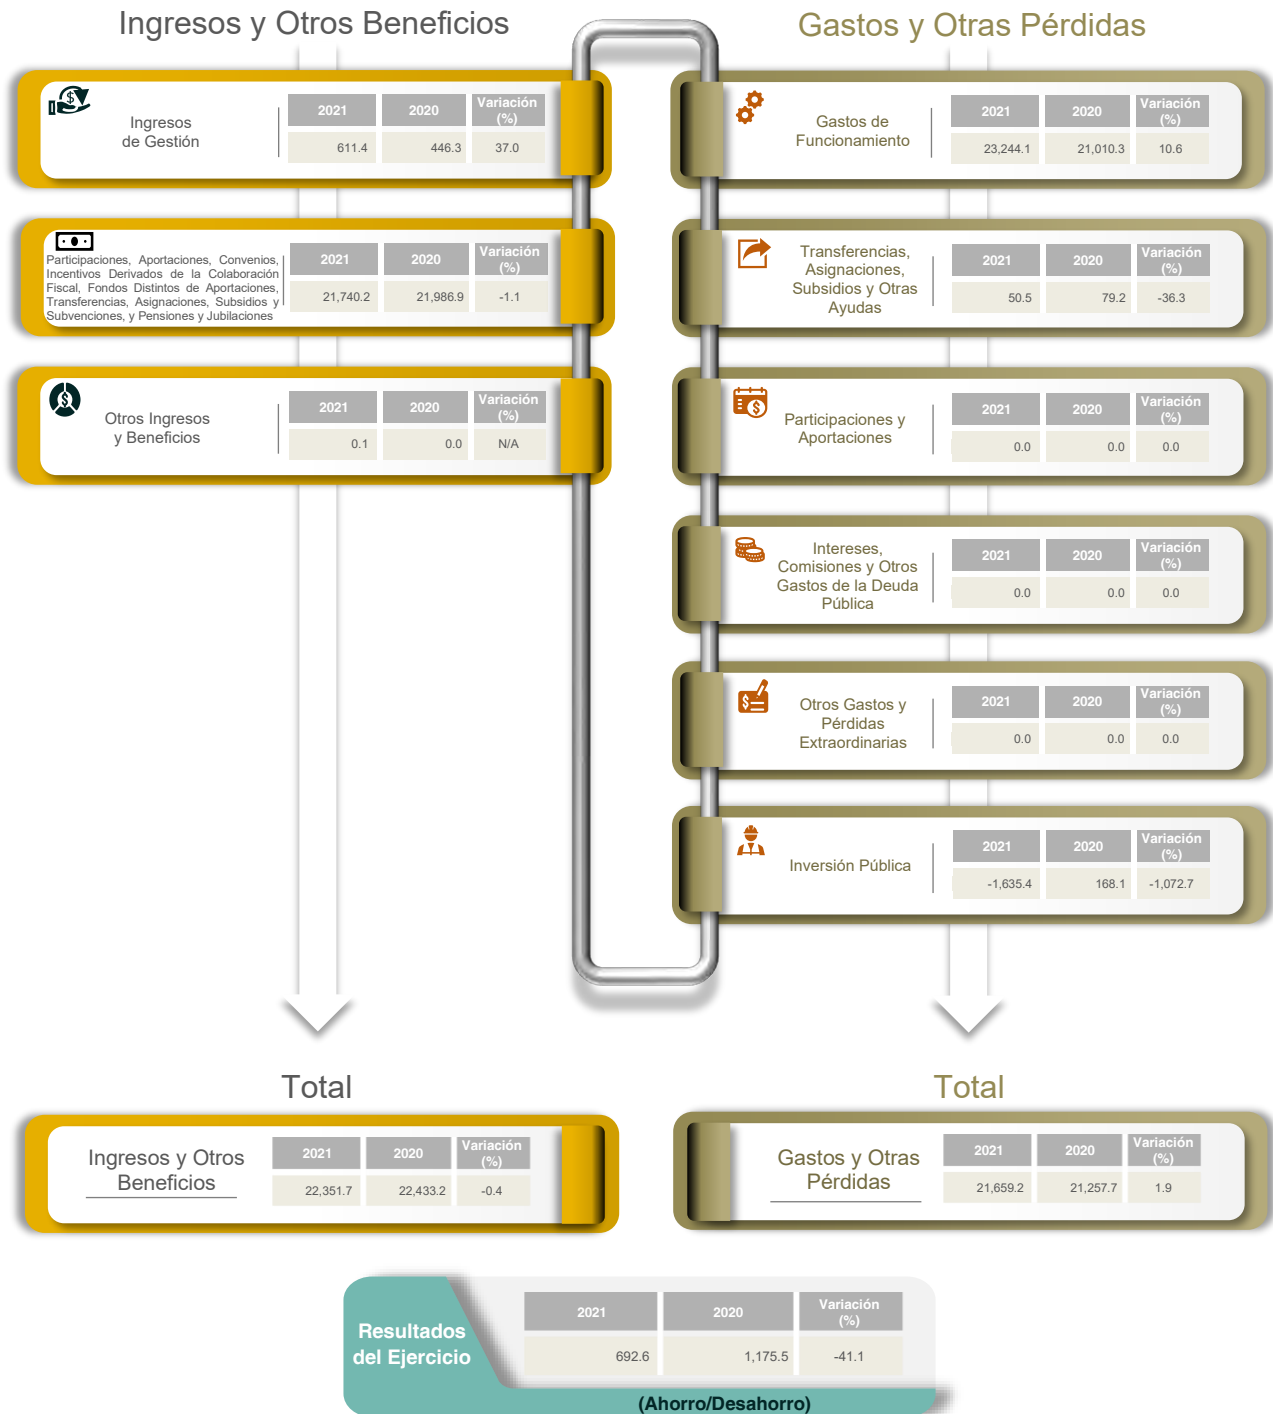 Ingresos y Otros Beneficios
Ingresos
de Gestión
2021 2020 Variación (%)
611.4 446.3 37.0
Participaciones, Aportaciones, Convenios,
Incentivos Derivados de la Colaboración
Fiscal, Fondos Distintos de Aportaciones,
Transferencias, Asignaciones, Subsidios y
Subvenciones, y Pensiones y Jubilaciones
2021 2020 Variación (%)
21,740.2 21,986.9 -1.1
Otros Ingresos
y Beneficios
2021 2020 Variación (%)
0.1 0.0 N/A
Gastos y Otras Pérdidas
Gastos de
Funcionamiento
2021 2020 Variación (%)
23,244.1 21,010.3 10.6
Transferencias,
Asignaciones,
Subsidios y Otras
Ayudas
2021 2020 Variación (%)
50.5 79.2 -36.3
Participaciones y
Aportaciones
2021 2020 Variación (%)
0.0 0.0 0.0
Intereses,
Comisiones y Otros
Gastos de la Deuda
Pública
2021 2020 Variación (%)
0.0 0.0 0.0
Otros Gastos y
Pérdidas
Extraordinarias
2021 2020 Variación (%)
0.0 0.0 0.0
Inversión Pública
2021 2020 Variación (%)
-1,635.4 168.1 -1,072.7
Total
Ingresos y Otros
Beneficios
2021 2020 Variación (%)
22,351.7 22,433.2 -0.4
Total
Gastos y Otras
Pérdidas
2021 2020 Variación (%)
21,659.2 21,257.7 1.9
Resultados
del Ejercicio
2021 2020 Variación (%)
692.6 1,175.5 -41.1
(Ahorro/Desahorro)